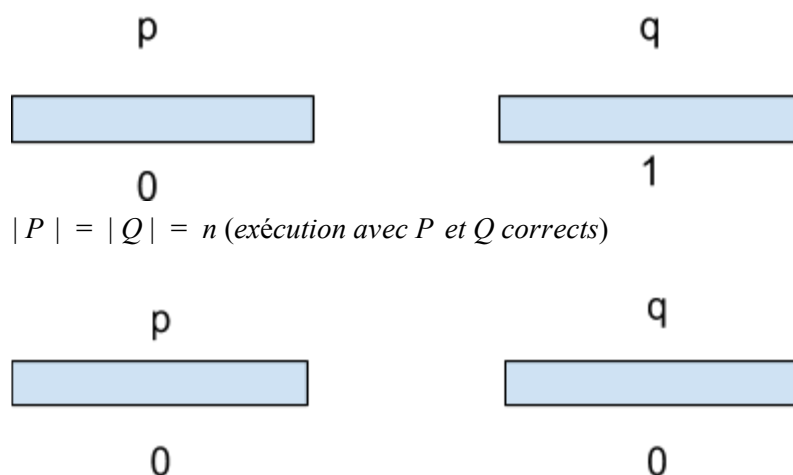 p q
0 1
| P | = | Q | = n (exécution avec P et Q corrects)
p q
0 0